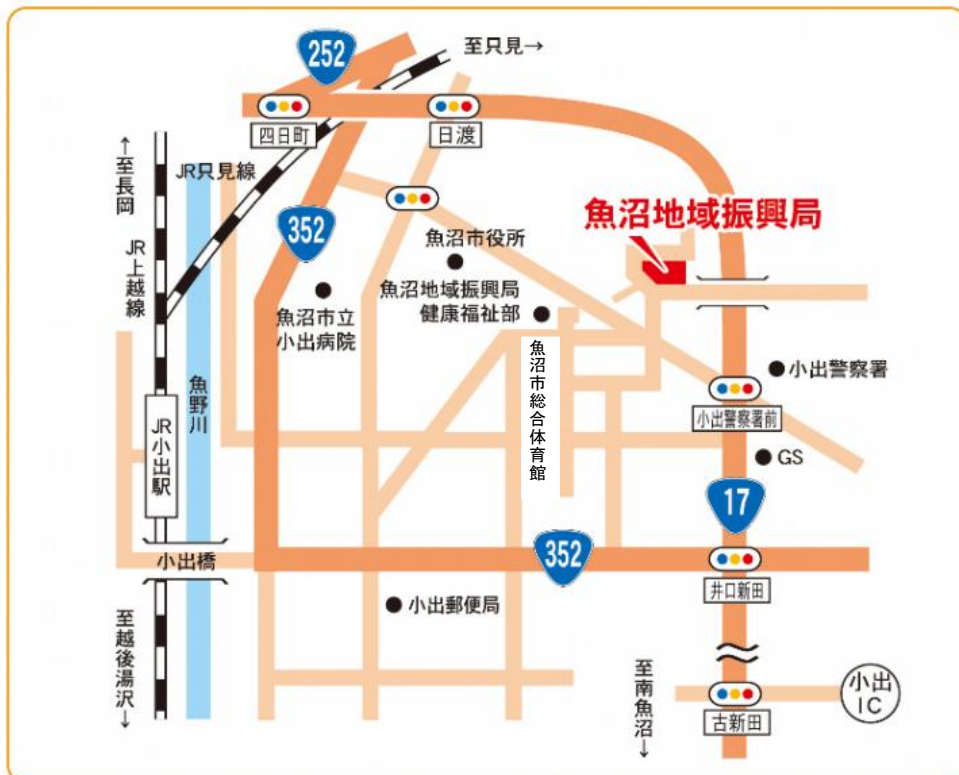 252
至只見→
四日町
日渡
←至長岡
JR只見線
JR上越線
352
魚沼地域振興局
魚沼市役所
魚沼地域振興局
健康福祉部
魚沼市立
小出病院
魚沼市総合体育館
小出警察署
小出警察署前
魚野川
JR小出駅
GS
17
小出橋
352
井口新田
小出郵便局
至越後湯沢→
至南魚沼→
古新田
小出
IC